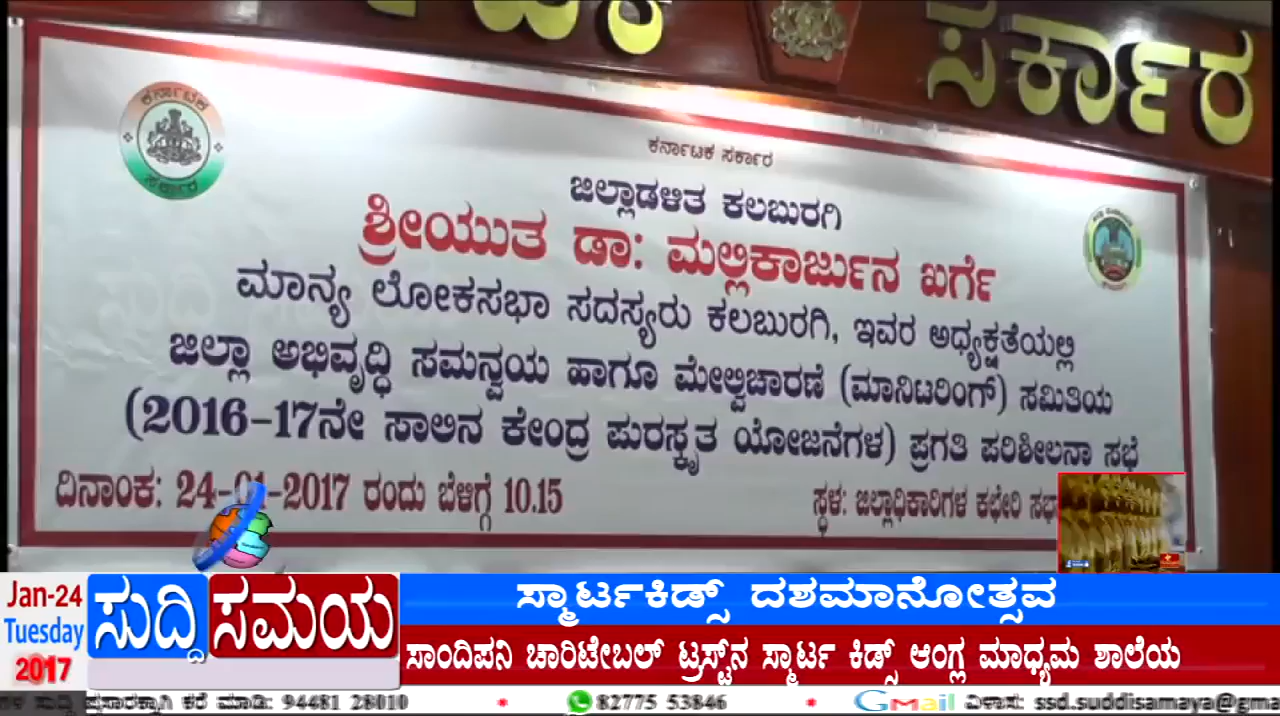 ಸರ್ಕಾರ
ಕರ್ನಾಟಕ
ಸರ್ಕಾರ
ಕರ್ನಾಟಕ ಸರ್ಕಾರ
ಜಿಲ್ಲಾಡಳಿತ ಕಲಬುರಗಿ
ಶ್ರೀಯುತ ಡಾ: ಮಲ್ಲಿಕಾರ್ಜುನ ಖರ್ಗೆ
ಮಾನ್ಯ ಲೋಕಸಭಾ ಸದಸ್ಯರು ಕಲಬುರಗಿ, ಇವರ ಅಧ್ಯಕ್ಷತೆಯಲ್ಲಿ
ಜಿಲ್ಲಾ ಅಭಿವೃದ್ಧಿ ಸಮನ್ವಯ ಹಾಗೂ ಮೇಲ್ವಿಚಾರಣೆ (ಮಾನಿಟರಿಂಗ್) ಸಮಿತಿಯ
(2016-17ನೇ ಸಾಲಿನ ಕೇಂದ್ರ ಪುರಸ್ಕೃತ ಯೋಜನೆಗಳ) ಪ್ರಗತಿ ಪರಿಶೀಲನಾ ಸಭೆ
ದಿನಾಂಕ: 24-01-2017 ರಂದು ಬೆಳಿಗ್ಗೆ 10.15
ಸ್ಥಳ: ಜಿಲ್ಲಾಧಿಕಾರಿಗಳ ಕಛೇರಿ ಸಭಾ
Jan-24
Tuesday
2017
ಸುದ್ದಿ ಸಮಯ
ಸ್ಮಾರ್ಟಕಿಡ್ಸ್ ದಶಮಾನೋತ್ಸವ
ಸಾಂದಿಪನಿ ಚಾರಿಟೇಬಲ್ ಟ್ರಸ್ಟ್‌ನ ಸ್ಮಾರ್ಟ ಕಿಡ್ಸ್ ಆಂಗ್ಲ ಮಾಧ್ಯಮ ಶಾಲೆಯ
ಸುದ್ದಿ ಪ್ರಸಾರಕ್ಕಾಗಿ ಕರೆ ಮಾಡಿ: 94481 28010 82775 53846 Gmail ವಿಳಾಸ: ssd.suddisamaya@gma